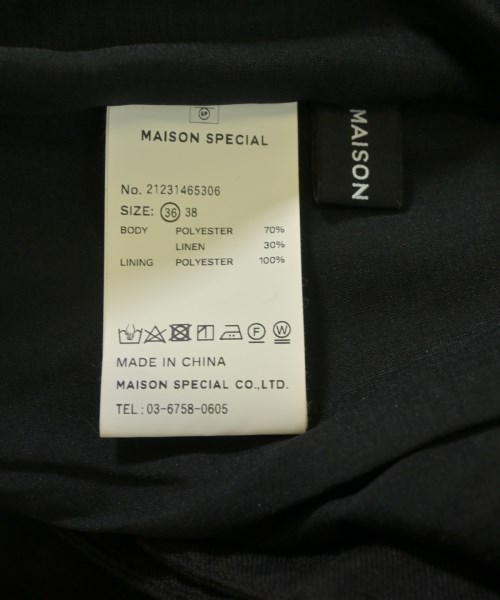 MAISON SPECIAL
No. 21231465306
SIZE: 36 38
BODY POLYESTER 70%
LINEN 30%
LINING POLYESTER 100%
F W
MADE IN CHINA
MAISON SPECIAL CO.,LTD.
TEL: 03-6758-0605
MAISON